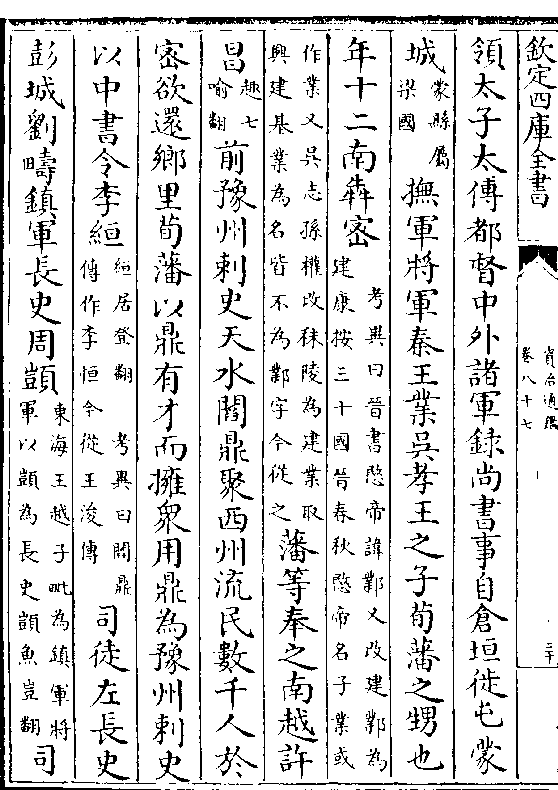 欽定四庫全書
資治通鑑
卷八十七
三十
領太子太傅都督中外諸軍録尚書事自倉垣徙屯蒙
城蒙縣屬梁國撫軍將軍秦王業吳孝王之子荀藩之甥也
年十二南犇宻考異曰晉書愍帝諱鄴又改建鄴為建康按三十國晉春秋愍帝名子業或
作業又吳志孫權改秣陵為建業取興建基業為名皆不為鄴字今從之藩等奉之南越許
昌趣七喻翻前豫州刺史天水閻鼎聚西州流民數千人於
宻欲還鄉里荀藩以鼎有才而擁衆用鼎為豫州刺史
以中書令李絙絙居登翻考異曰閻鼎傳作李恒今從王浚傳司徒左長史
彭城劉疇鎮軍長史周顗東海王越子毗為鎮軍將軍以顗為長史顗魚豈翻司